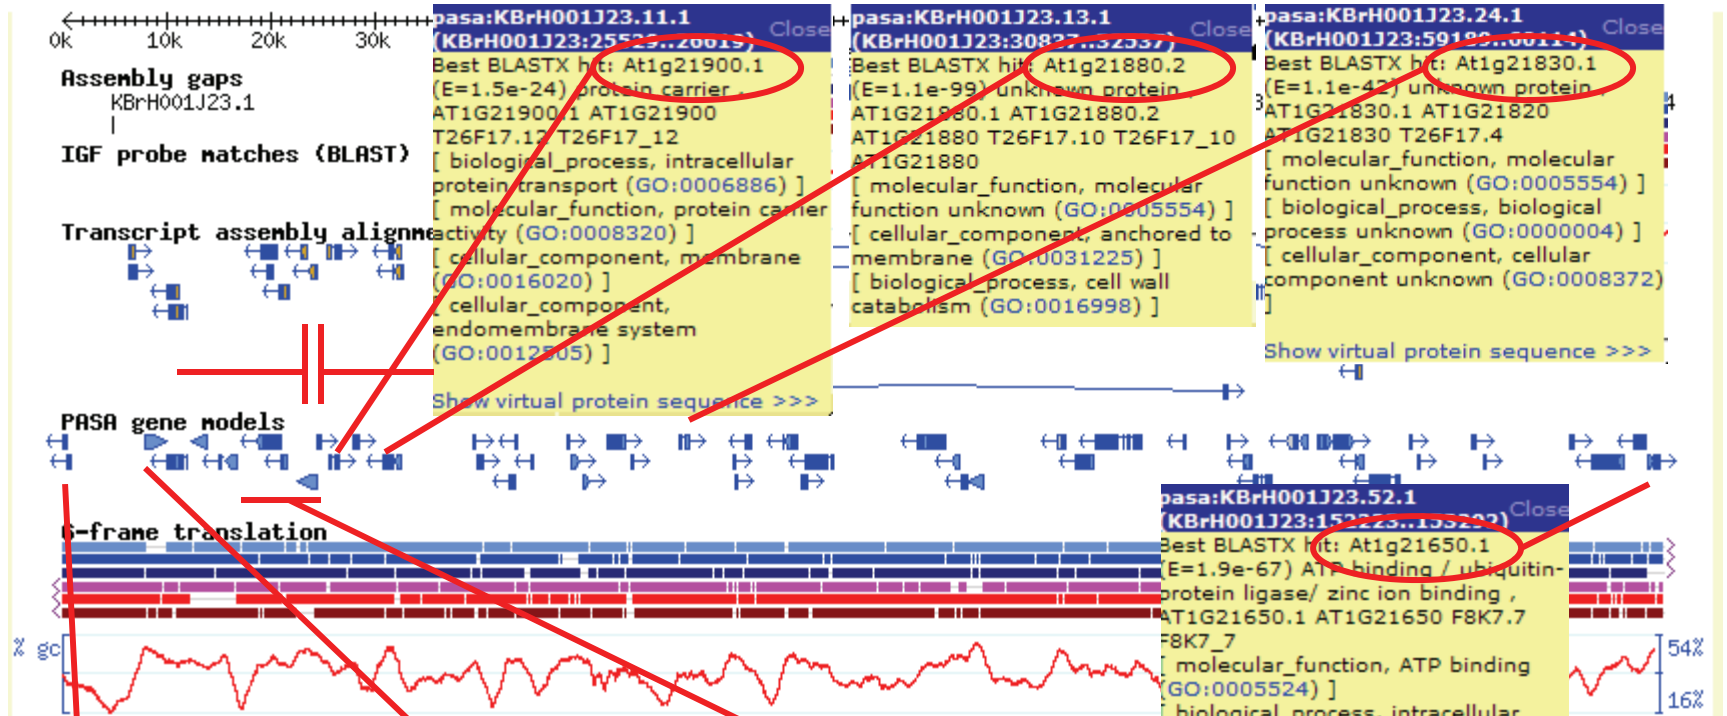 0k 10k 20k 30k
Assembly gaps
KBrH001J23.1
IGF probe matches (BLAST)
Transcript assembly alignme
pasa:KBrH001J23.11.1
Close
(KBrH001J23:25529..26619)
Best BLASTX hit: At1g21900.1
(E=1.5e-24) protein carrier ,
AT1G21900.1 AT1G21900
T26F17.12 T26F17_12
[ biological_process, intracellular
protein transport (GO:0006886) ]
[ molecular_function, protein carrier
activity (GO:0008320) ]
[ cellular_component, membrane
(GO:0016020) ]
[ cellular_component,
endomembrane system
(GO:0012505) ]
Show virtual protein sequence >>>
pasa:KBrH001J23.13.1
Close
(KBrH001J23:30837..32537)
Best BLASTX hit: At1g21880.2
(E=1.1e-99) unknown protein ,
AT1G21880.1 AT1G21880.2
AT1G21880 T26F17.10 T26F17_10
AT1G21880
[ molecular_function, molecular
function unknown (GO:0005554) ]
[ cellular_component, anchored to
membrane (GO:0031225) ]
[ biological_process, cell wall
catabolism (GO:0016998) ]
pasa:KBrH001J23.24.1
Close
Best BLASTX hit: At1g21830.1
(E=1.1e-42) unknown protein ,
AT1G21830.1 AT1G21820
AT1G21830 T26F17.4
[ molecular_function, molecular
function unknown (GO:0005554) ]
[ biological_process, biological
process unknown (GO:0000004) ]
[ cellular_component, cellular
component unknown (GO:0008372)
]
Show virtual protein sequence >>>
PASA gene models
6-frame translation
% gc
54%
16%
pasa:KBrH001J23.52.1
Close
Best BLASTX hit: At1g21650.1
(E=1.9e-67) ATP binding / ubiquitin-
protein ligase/ zinc ion binding ,
AT1G21650.1 AT1G21650 F8K7.7
F8K7_7
[ molecular_function, ATP binding
(GO:0005524) ]
[ biological_process, intracellular